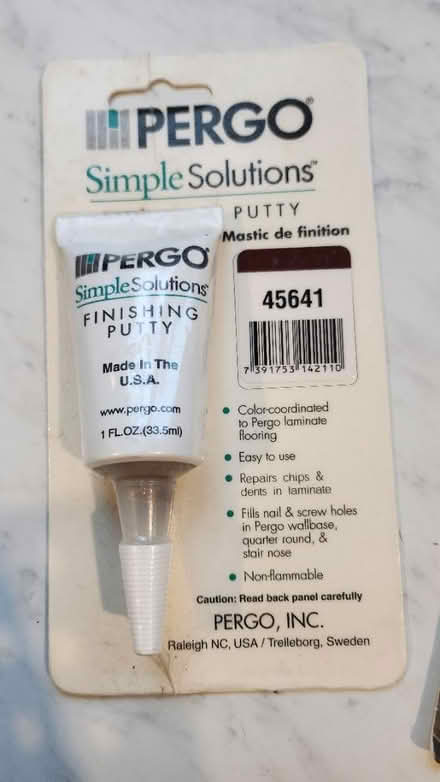 PERGO®
Simple Solutions™
PUTTY
Mastic de finition
45641
7 391753 142110
PERGO®
Simple Solutions
FINISHING
PUTTY
Made In The
U.S.A.
www.pergo.com
1 FL.OZ.(33.5ml)
• Color-coordinated
to Pergo laminate
flooring
• Easy to use
• Repairs chips &
dents in laminate
• Fills nail & screw holes
in Pergo wallbase,
quarter round, &
stair nose
• Non-flammable
Caution: Read back panel carefully
PERGO, INC.
Raleigh NC, USA / Trelleborg, Sweden